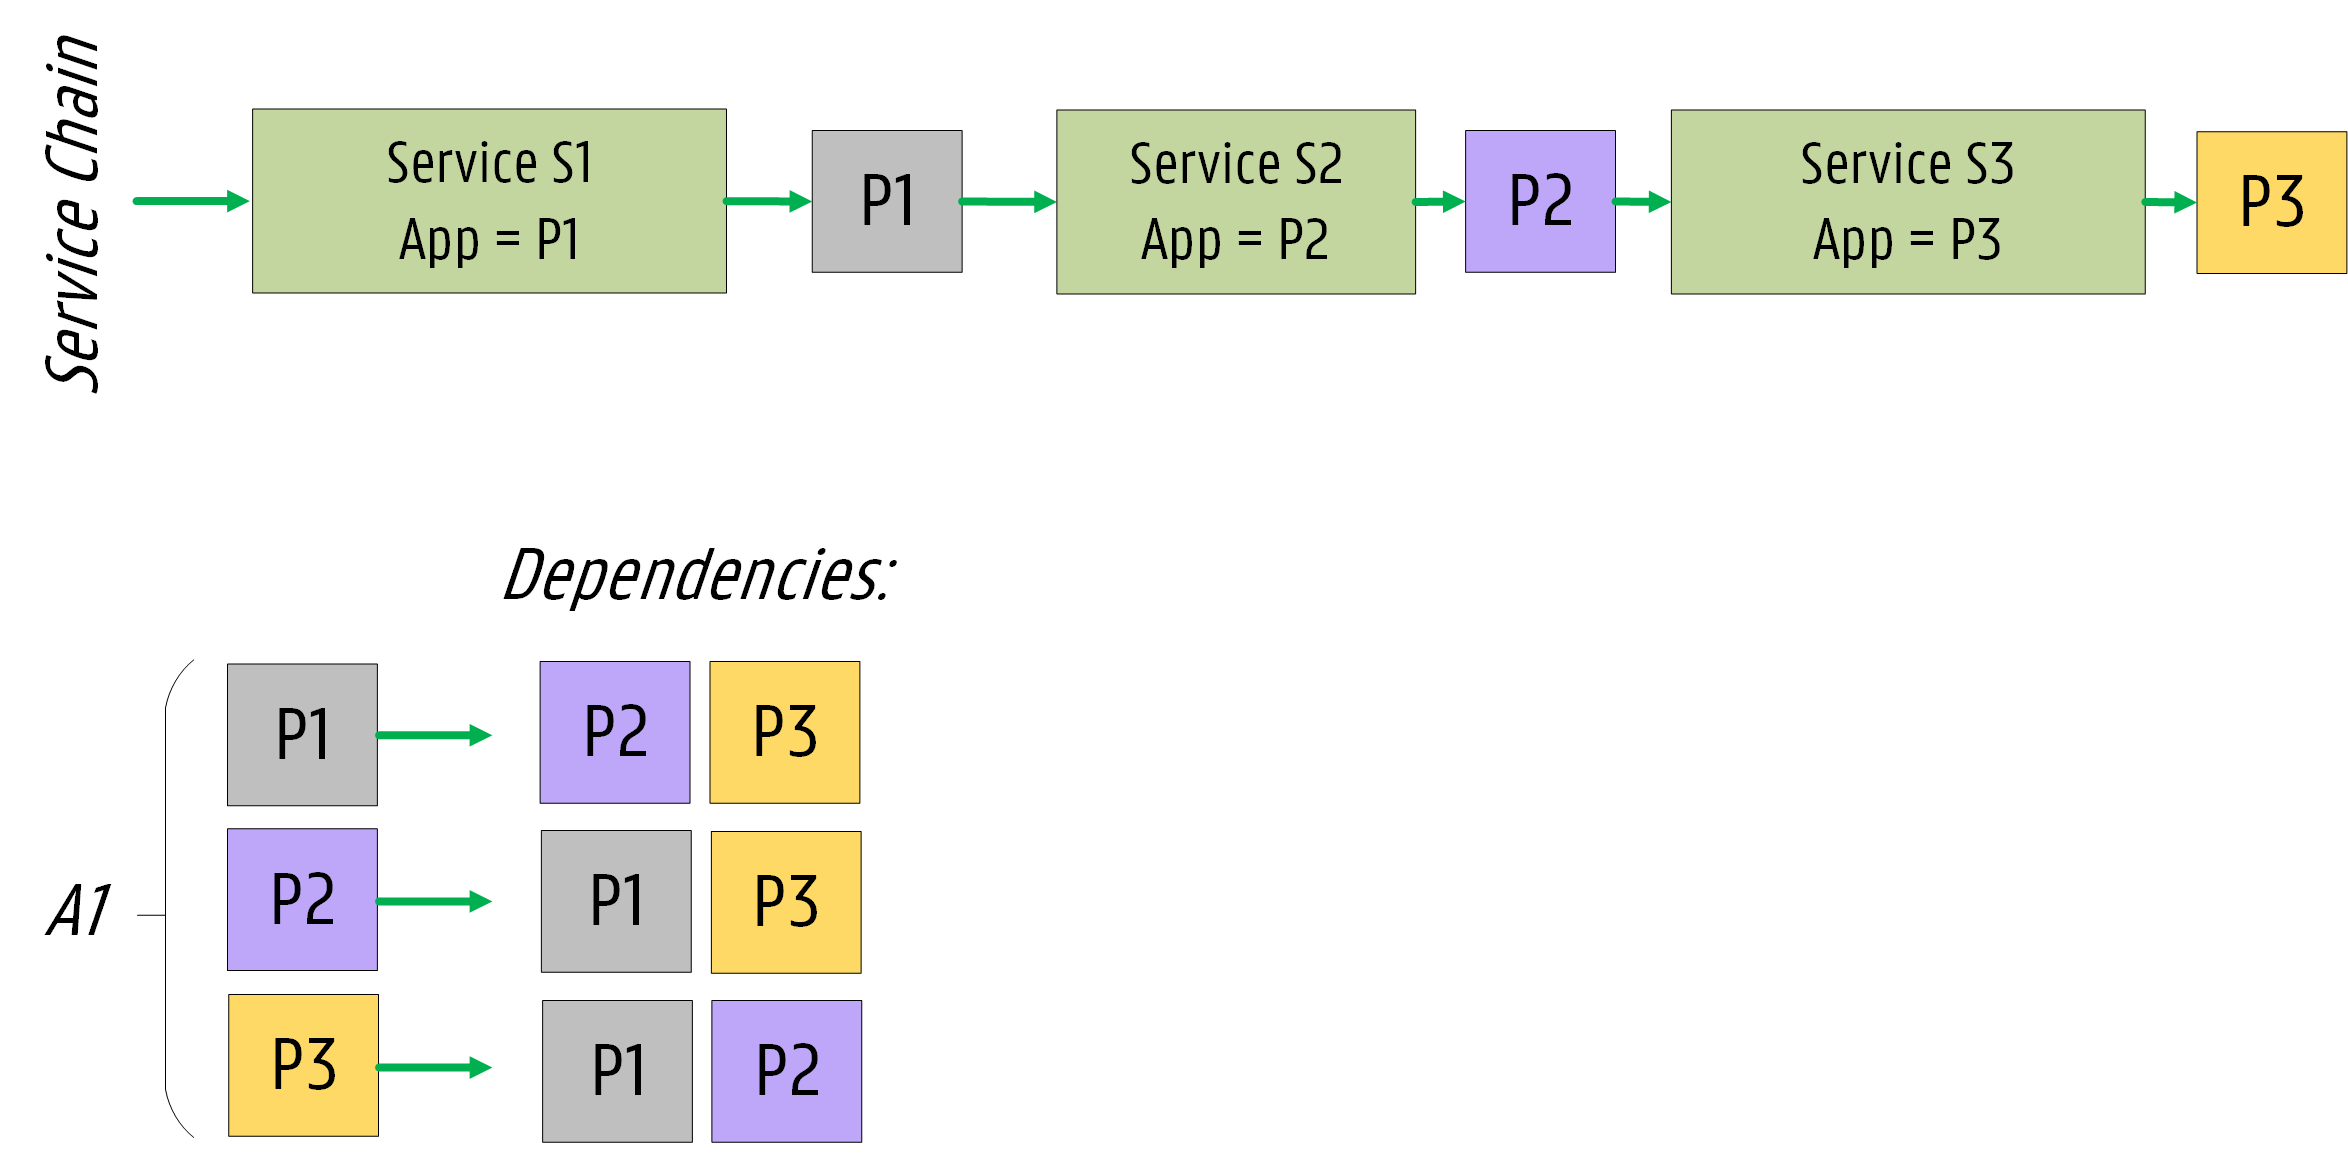 Service Chain
Service S1
App = P1
P1
Service S2
App = P2
P2
Service S3
App = P3
P3
Dependencies:
A1
P1
P2
P3
P2
P1
P3
P3
P1
P2